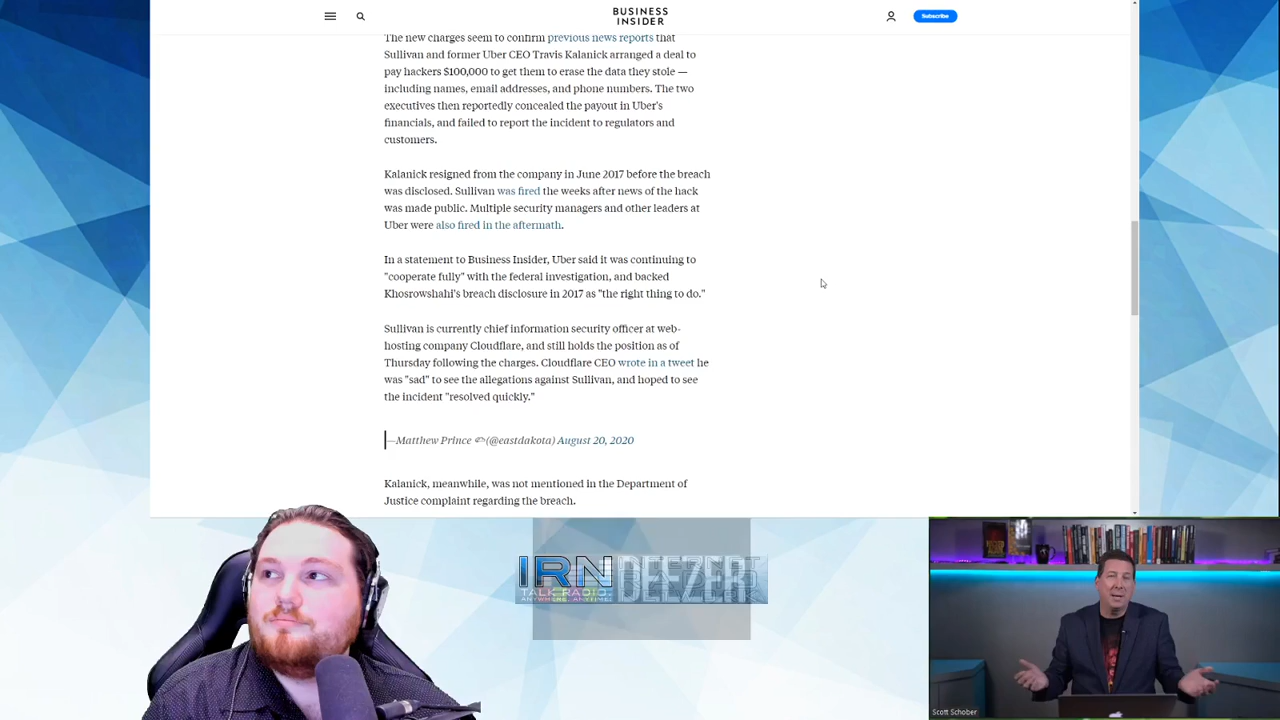 BUSINESS
INSIDER
Subscribe
The new charges seem to confirm previous news reports that
Sullivan and former Uber CEO Travis Kalanick arranged a deal to
pay hackers $100,000 to get them to erase the data they stole —
including names, email addresses, and phone numbers. The two
executives then reportedly concealed the payout in Uber's
financials, and failed to report the incident to regulators and
customers.
Kalanick resigned from the company in June 2017 before the breach
was disclosed. Sullivan was fired the weeks after news of the hack
was made public. Multiple security managers and other leaders at
Uber were also fired in the aftermath.
In a statement to Business Insider, Uber said it was continuing to
"cooperate fully" with the federal investigation, and backed
Khosrowshahi's breach disclosure in 2017 as "the right thing to do."
Sullivan is currently chief information security officer at web-
hosting company Cloudflare, and still holds the position as of
Thursday following the charges. Cloudflare CEO wrote in a tweet he
was "sad" to see the allegations against Sullivan, and hoped to see
the incident "resolved quickly."
—Matthew Prince (@eastdakota) August 20, 2020
Kalanick, meanwhile, was not mentioned in the Department of
Justice complaint regarding the breach.
IRN
TALK RADIO
ANYWHERE, ANYTIME.
Scott Schober